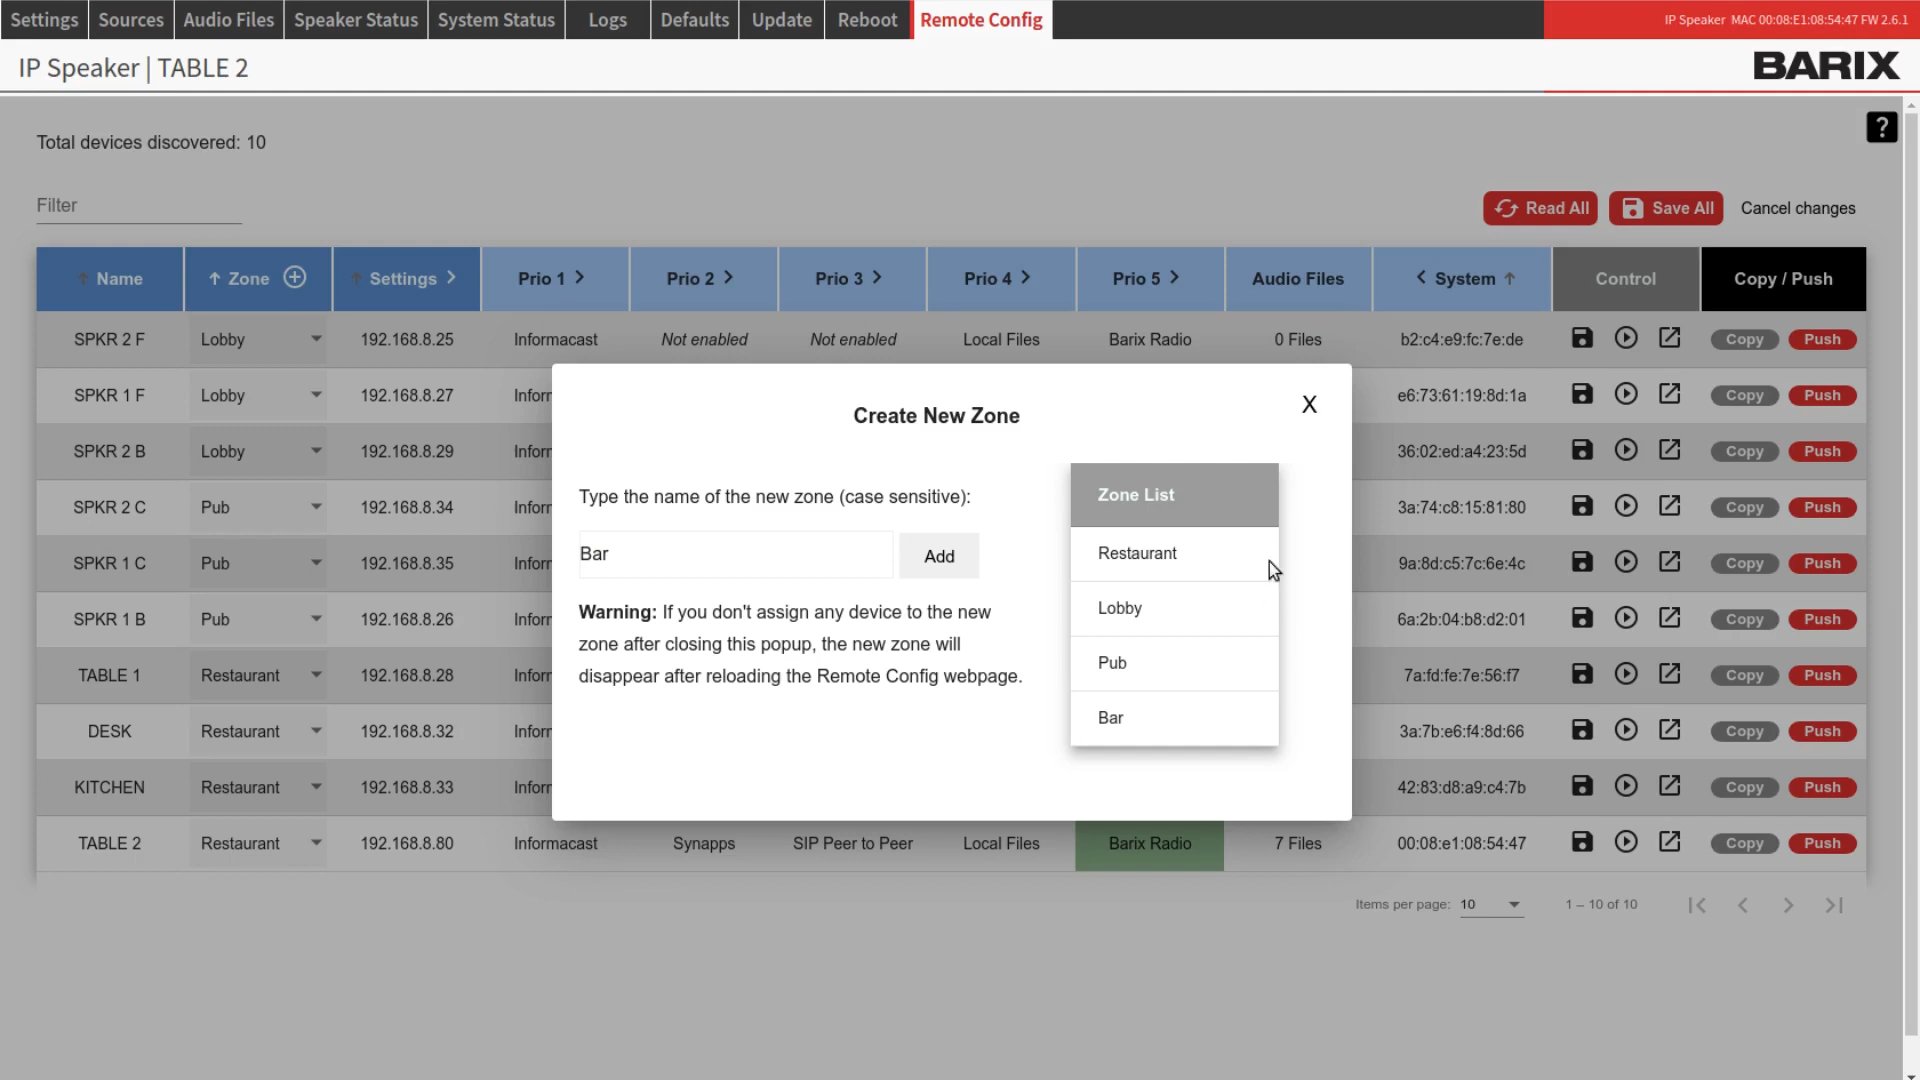 Settings Sources Audio Files Speaker Status System Status Logs Defaults Update Reboot Remote Config IP Speaker MAC 00:08:E1:08:54:47 FW 2.6.1
IP Speaker | TABLE 2 BARIX
Total devices discovered: 10 ?
Filter Read All Save All Cancel changes
↑ Name ↑ Zone ↑ Settings > Prio 1 > Prio 2 > Prio 3 > Prio 4 > Prio 5 > Audio Files < System ↑ Control Copy / Push
SPKR 2 F Lobby 192.168.8.25 Informacast Not enabled Not enabled Local Files Barix Radio 0 Files b2:c4:e9:fc:7e:de Copy Push
SPKR 1 F Lobby 192.168.8.27 Infor e6:73:61:19:8d:1a Copy Push
SPKR 2 B Lobby 192.168.8.29 Infor 36:02:ed:a4:23:5d Copy Push
SPKR 2 C Pub 192.168.8.34 Infor 3a:74:c8:15:81:80 Copy Push
SPKR 1 C Pub 192.168.8.35 Infor 9a:8d:c5:7c:6e:4c Copy Push
SPKR 1 B Pub 192.168.8.26 Infor 6a:2b:04:b8:d2:01 Copy Push
TABLE 1 Restaurant 192.168.8.28 Infor 7a:fd:fe:7e:56:f7 Copy Push
DESK Restaurant 192.168.8.32 Infor 3a:7b:e6:f4:8d:66 Copy Push
KITCHEN Restaurant 192.168.8.33 Infor 42:83:d8:a9:c4:7b Copy Push
TABLE 2 Restaurant 192.168.8.80 Informacast Synapps SIP Peer to Peer Local Files Barix Radio 7 Files 00:08:e1:08:54:47 Copy Push
Items per page: 10 1 – 10 of 10
Create New Zone X
Type the name of the new zone (case sensitive):
Bar Add
Warning: If you don't assign any device to the new
zone after closing this popup, the new zone will
disappear after reloading the Remote Config webpage.
Zone List
Restaurant
Lobby
Pub
Bar